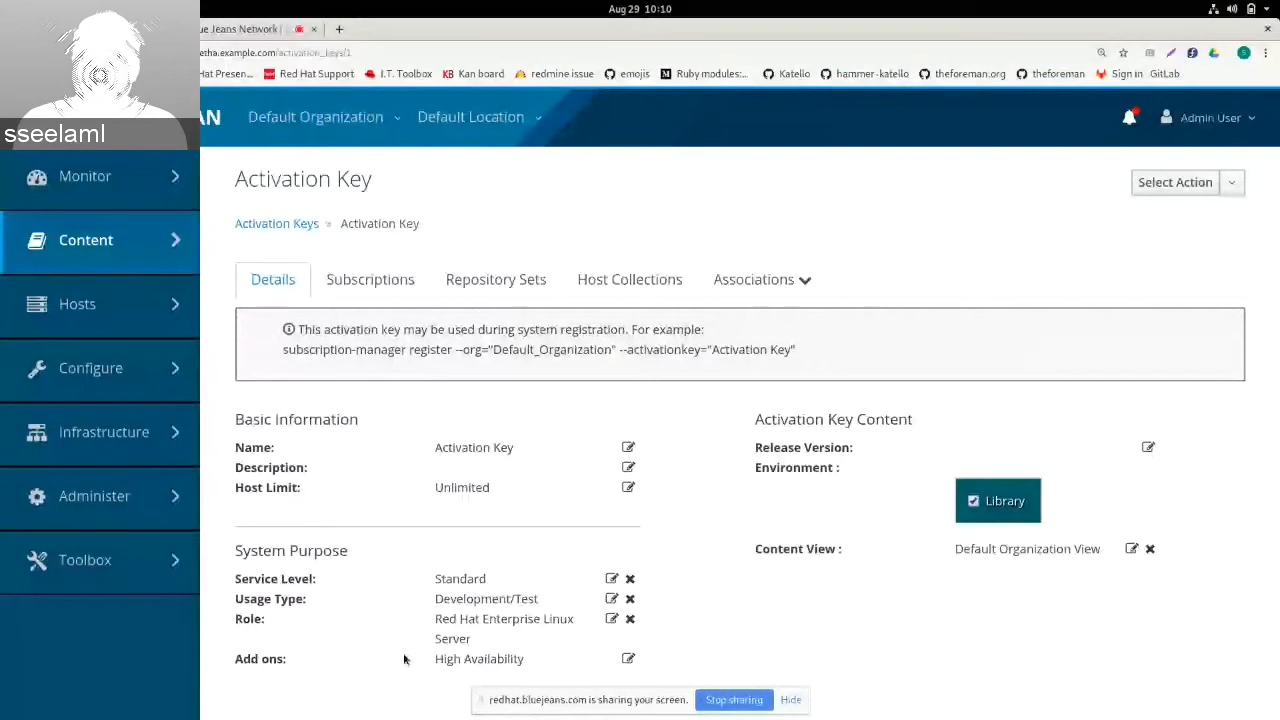 Aug 29 10:10
ue Jeans Network
etha.example.com/activation_keys/1
Hat Presen... Red Hat Support I.T. Toolbox Kan board redmine issue emojis Ruby modules:... Katello hammer-katello theforeman.org theforeman Sign in · GitLab
sseelaml
AN Default Organization Default Location Admin User
Monitor
Content
Hosts
Configure
Infrastructure
Administer
Toolbox
Activation Key
Select Action
Activation Keys » Activation Key
Details Subscriptions Repository Sets Host Collections Associations
This activation key may be used during system registration. For example:
subscription-manager register --org="Default_Organization" --activationkey="Activation Key"
Basic Information
Name: Activation Key
Description:
Host Limit: Unlimited
System Purpose
Service Level: Standard
Usage Type: Development/Test
Role: Red Hat Enterprise Linux
Server
Add ons: High Availability
Activation Key Content
Release Version:
Environment :
Library
Content View : Default Organization View
redhat.bluejeans.com is sharing your screen. Stop sharing Hide